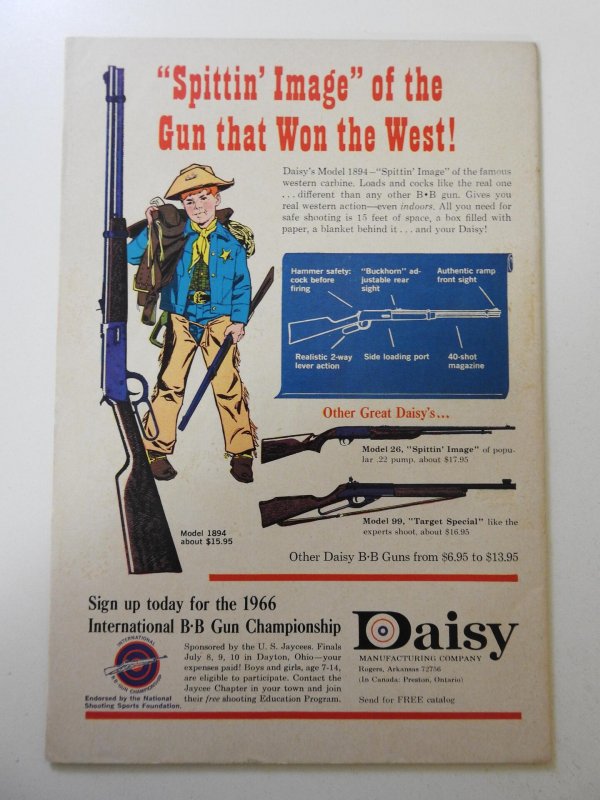 "Spittin' Image" of the
Gun that Won the West!
Daisy's Model 1894—"Spittin' Image" of the famous
western carbine. Loads and cocks like the real one
. . . different than any other B•B gun. Gives you
real western action—even indoors. All you need for
safe shooting is 15 feet of space, a box filled with
paper, a blanket behind it . . . and your Daisy!
Hammer safety:
cock before
firing
"Buckhorn" ad-
justable rear
sight
Authentic ramp
front sight
Realistic 2-way
lever action
Side loading port
40-shot
magazine
Other Great Daisy's...
Model 26, "Spittin' Image" of popu-
lar .22 pump. about $17.95
Model 99, "Target Special" like the
experts shoot. about $16.95
Model 1894
about $15.95
Other Daisy B·B Guns from $6.95 to $13.95
Sign up today for the 1966
International B·B Gun Championship
INTERNATIONAL
B·B GUN CHAMPIONSHIP
Endorsed by the National
Shooting Sports Foundation.
Sponsored by the U. S. Jaycees. Finals
July 8, 9, 10 in Dayton, Ohio—your
expenses paid! Boys and girls, age 7-14,
are eligible to participate. Contact the
Jaycee Chapter in your town and join
their free shooting Education Program.
Daisy
MANUFACTURING COMPANY
Rogers, Arkansas 72756
(In Canada: Preston, Ontario)
Send for FREE catalog